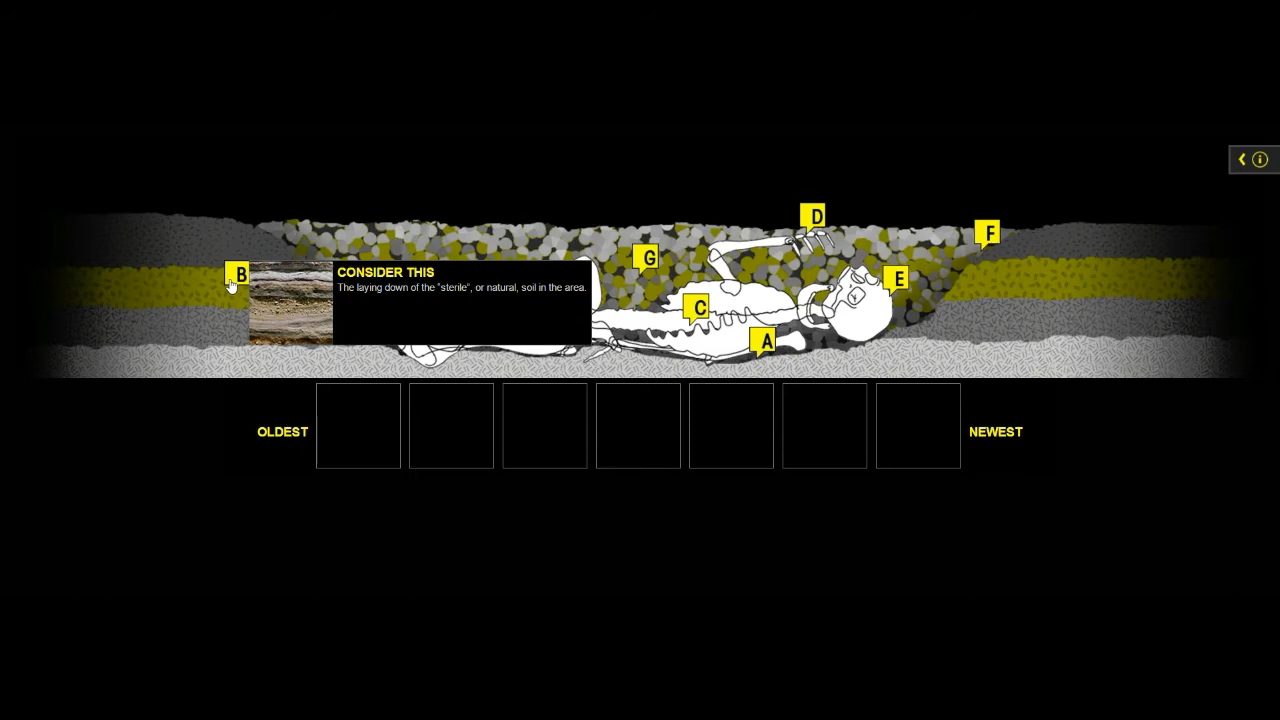 D
F
G
B
CONSIDER THIS
The laying down of the "sterile", or natural, soil in the area.
E
C
A
OLDEST
NEWEST